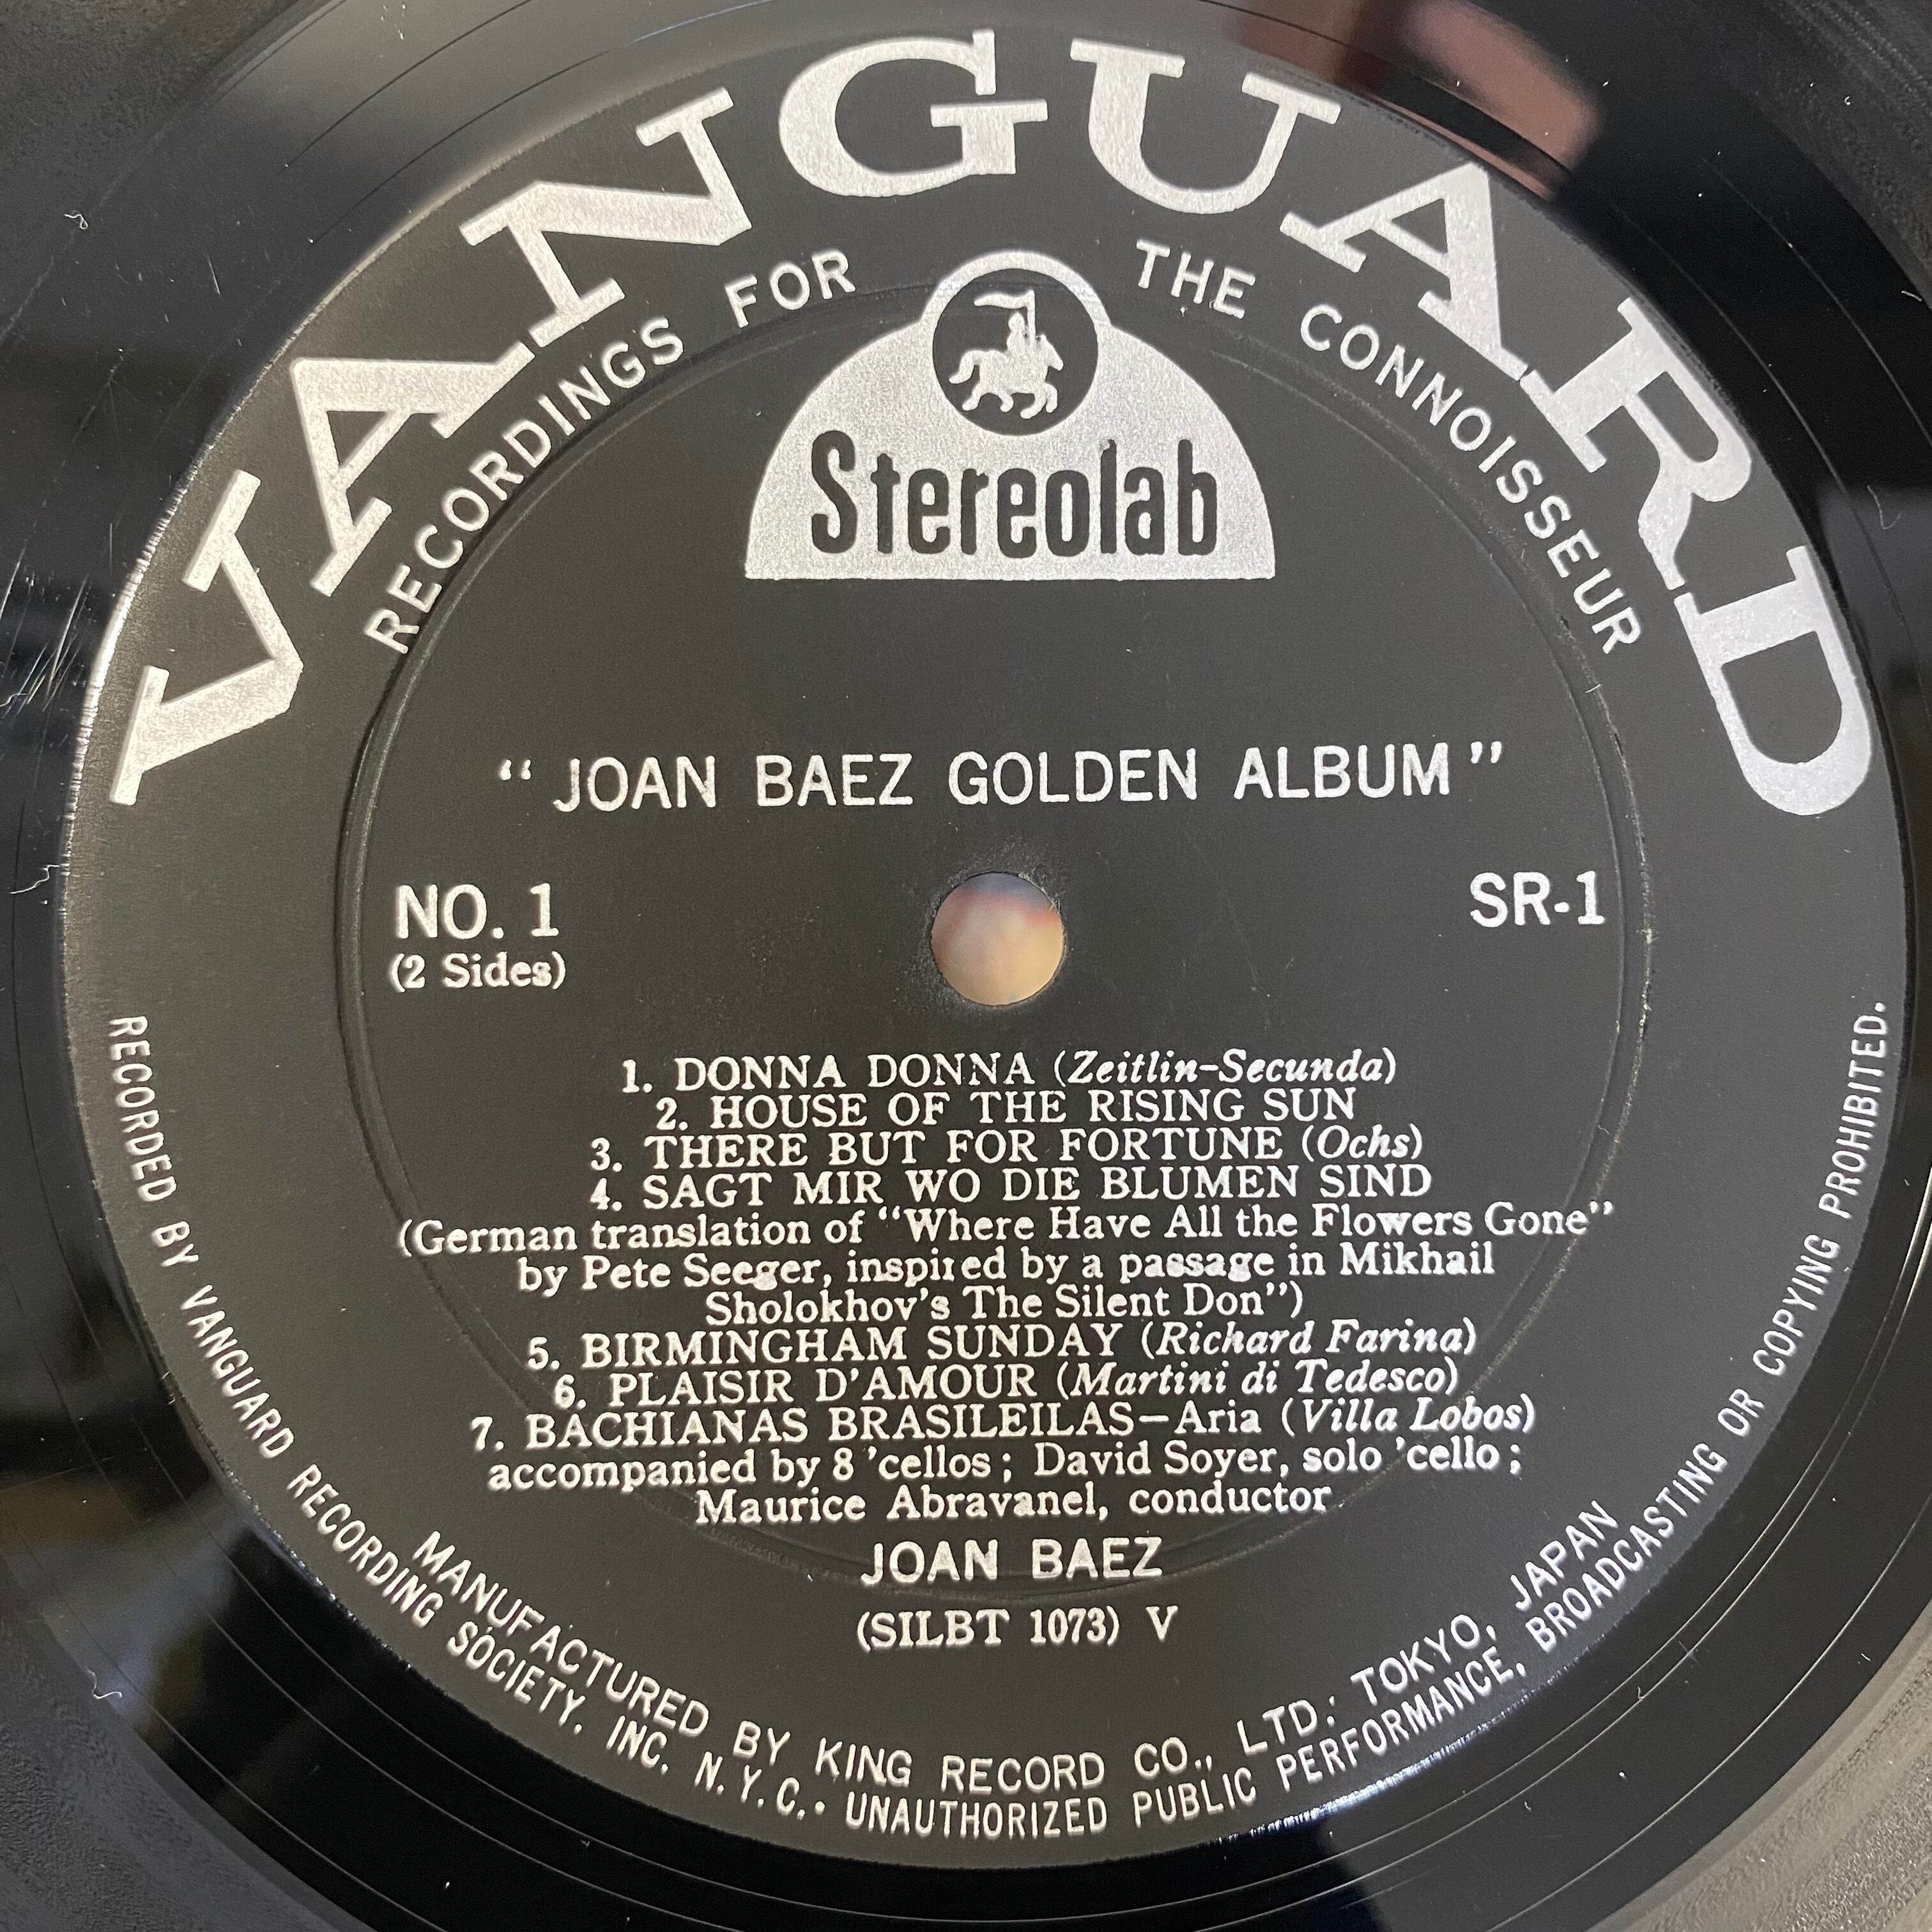 VANGUARD
RECORDINGS FOR THE CONNOISSEUR
Stereolab
“JOAN BAEZ GOLDEN ALBUM”
NO. 1
(2 Sides)
SR-1
1. DONNA DONNA (Zeitlin-Secunda)
2. HOUSE OF THE RISING SUN
3. THERE BUT FOR FORTUNE (Ochs)
4. SAGT MIR WO DIE BLUMEN SIND
(German translation of “Where Have All the Flowers Gone”
by Pete Seeger, inspired by a passage in Mikhail
Sholokhov's The Silent Don”)
5. BIRMINGHAM SUNDAY (Richard Farina)
6. PLAISIR D'AMOUR (Martini di Tedesco)
7. BACHIANAS BRASILEILAS—Aria (Villa Lobos)
accompanied by 8 'cellos; David Soyer, solo 'cello;
Maurice Abravanel, conductor
JOAN BAEZ
(SILBT 1073) V
MANUFACTURED BY KING RECORD CO., LTD. TOKYO, JAPAN
RECORDED BY VANGUARD RECORDING SOCIETY. INC. N.Y.C.• UNAUTHORIZED PUBLIC PERFORMANCE, BROADCASTING OR COPYING PROHIBITED.